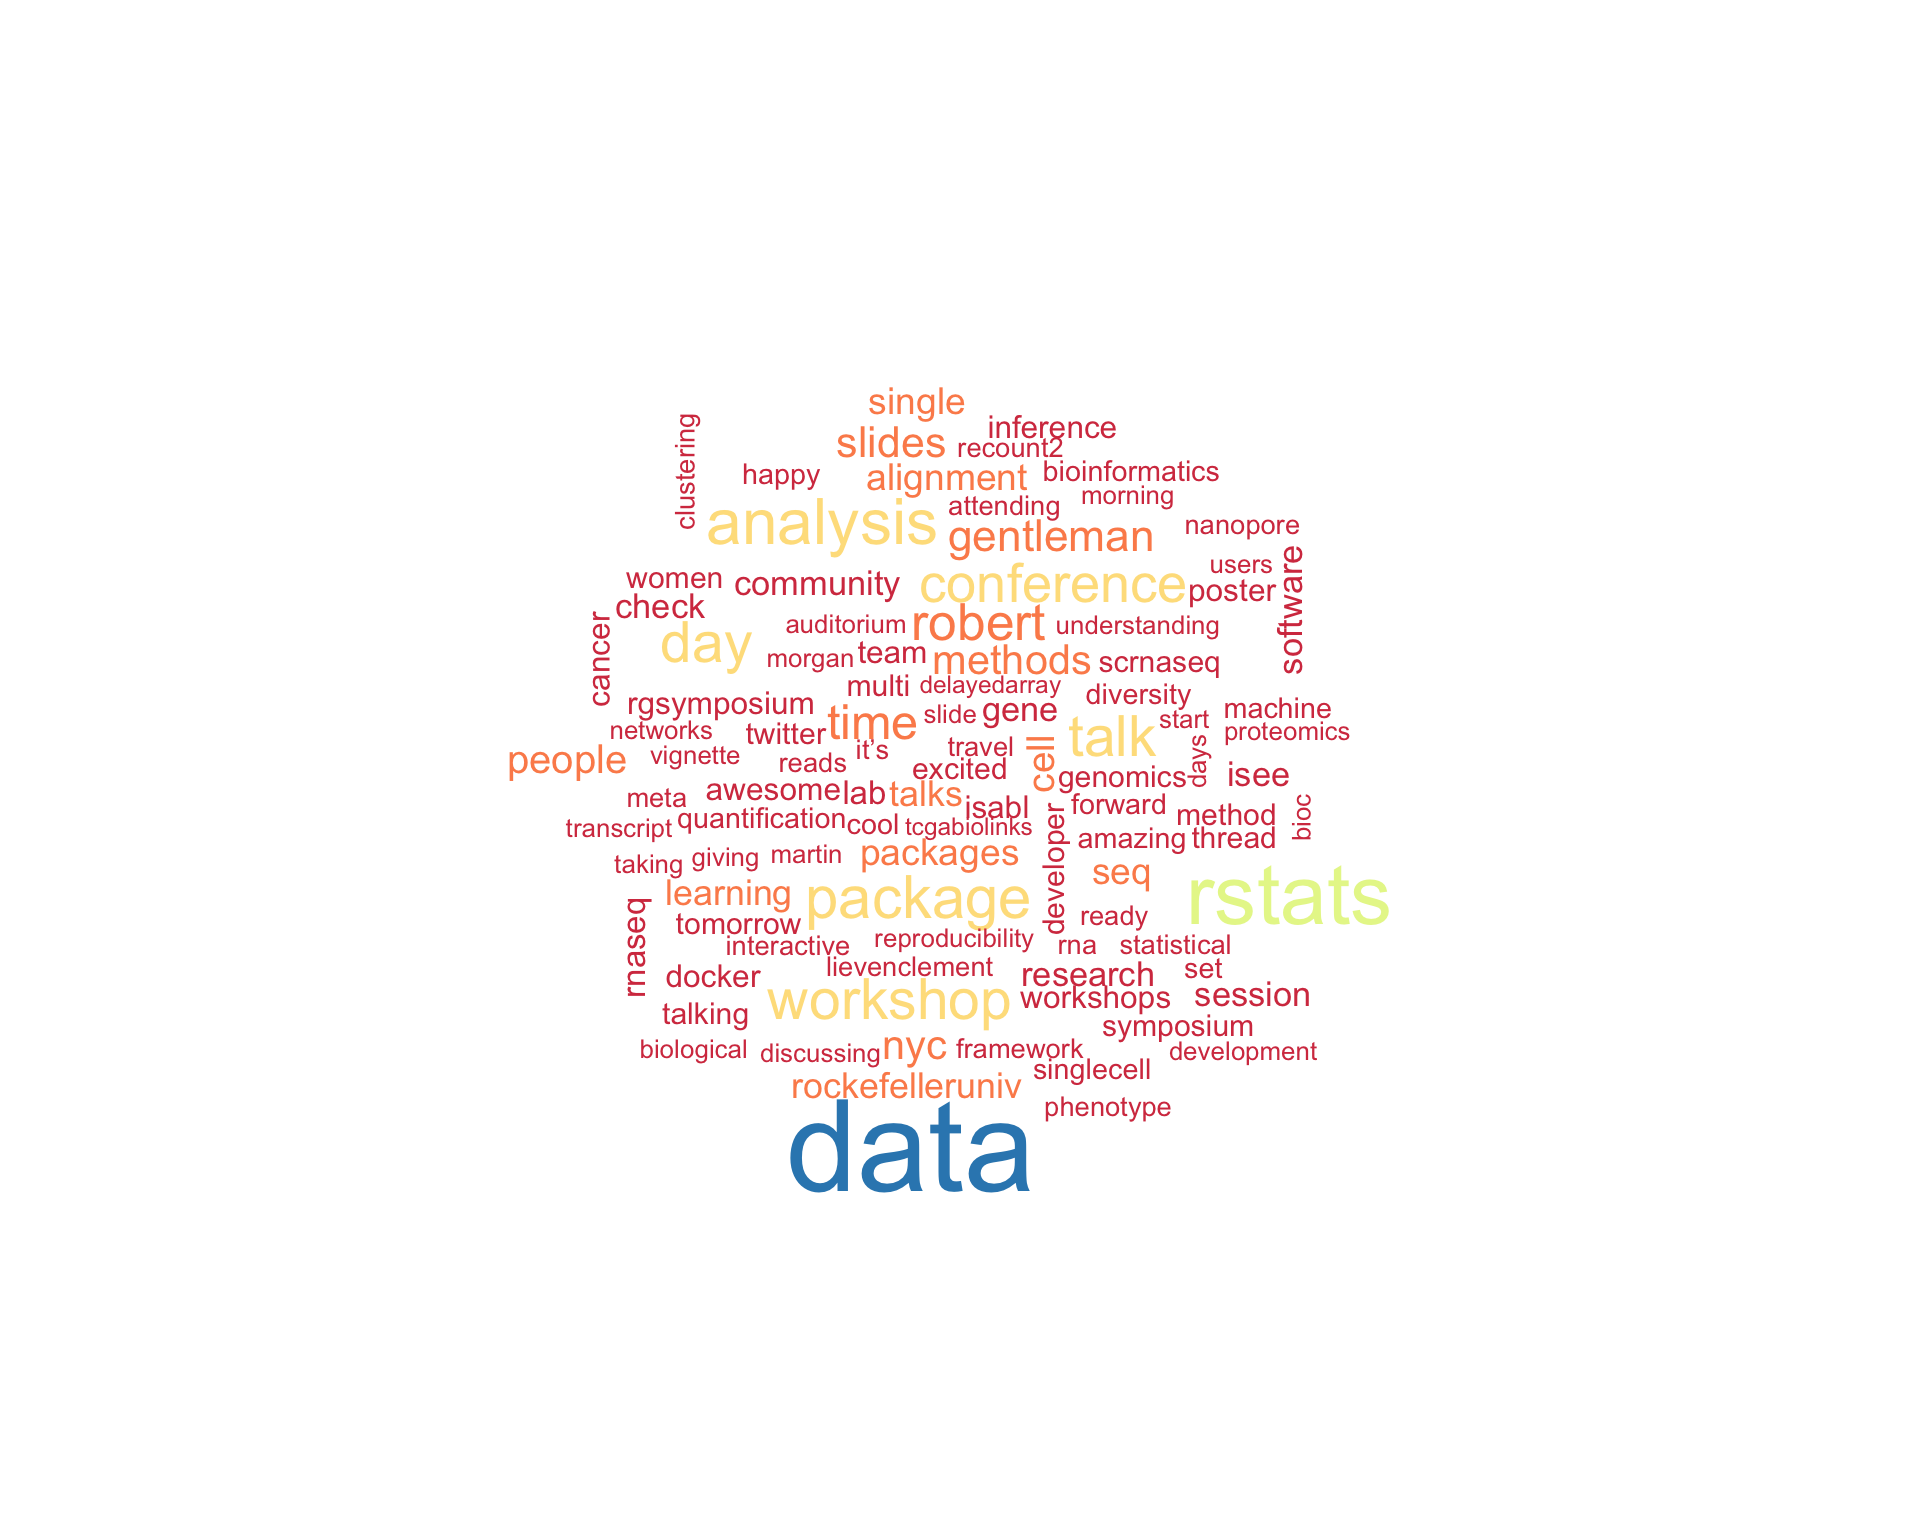 single
inference
slides
recount2
clustering
happy
alignment
bioinformatics
attending
morning
analysis
gentleman
nanopore
women
community
conference
users
poster
software
check
cancer
day
auditorium
robert
understanding
morgan
team
methods
scrnaseq
multi
delayedarray
diversity
rgsymposium
time
slide
gene
start
machine
networks
twitter
talk
proteomics
people
vignette
reads
it’s
travel
excited
cell
genomics
days
isee
meta
awesome
lab
talks
isabl
forward
method
bioc
transcript
quantification
cool
tcgabiolinks
developer
amazing
thread
taking
giving
martin
packages
seq
learning
package
rstats
rnaseq
tomorrow
ready
interactive
reproducibility
rna
statistical
docker
lievenclement
research
set
workshop
workshops
session
talking
symposium
biological
discussing
nyc
framework
development
singlecell
rockefelleruniv
phenotype
data